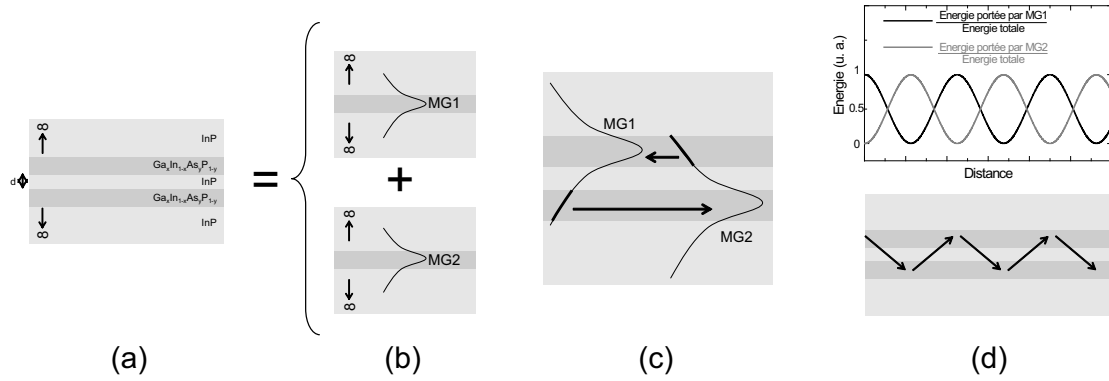 ∞
InP
GaxIn1-xAsyP1-y
d
InP
GaxIn1-xAsyP1-y
InP
∞
=
∞
MG1
∞
+
∞
MG2
∞
MG1
MG2
Energie portée par MG1
Energie totale
Energie portée par MG2
Energie totale
Energie (u. a.)
1
0.5
0
Distance
(a)
(b)
(c)
(d)